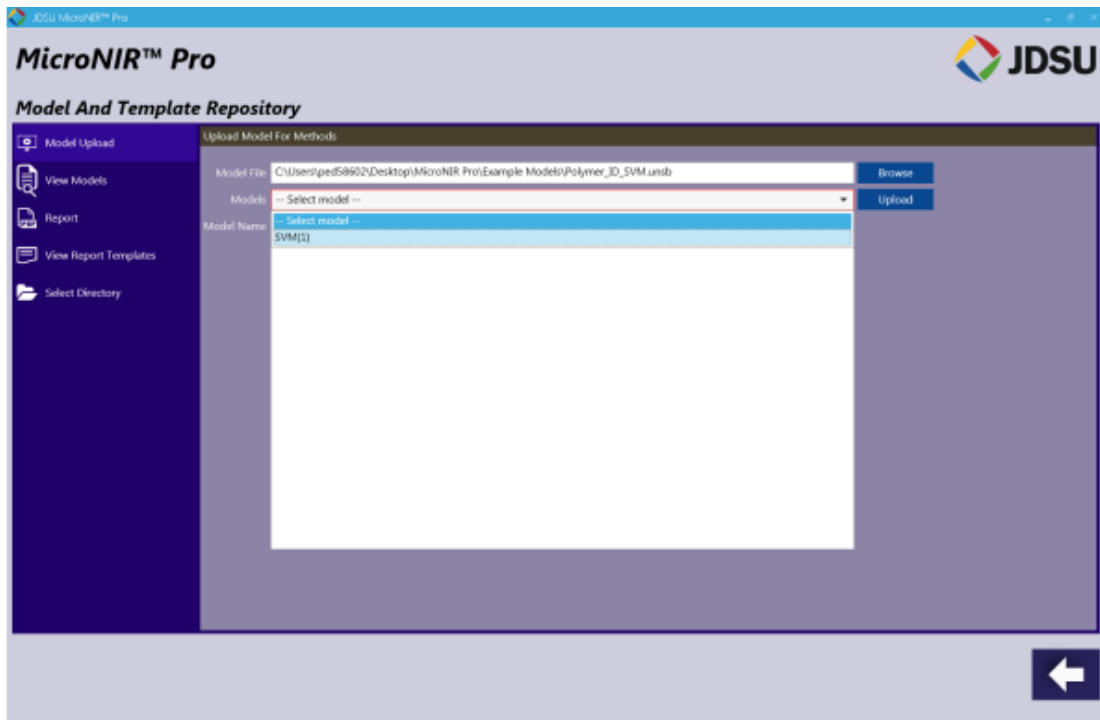 JDSU MicroNIR™ Pro
MicroNIR™ Pro
JDSU
Model And Template Repository
Model Upload
View Models
Report
View Report Templates
Select Directory
Upload Model For Methods
Model File C:\Users\ped58602\Desktop\MicroNIR Pro\Example Models\Polymer_ID_SVM.unsb Browse
Models -- Select model -- Upload
Model Name -- Select model --
SVM(1)